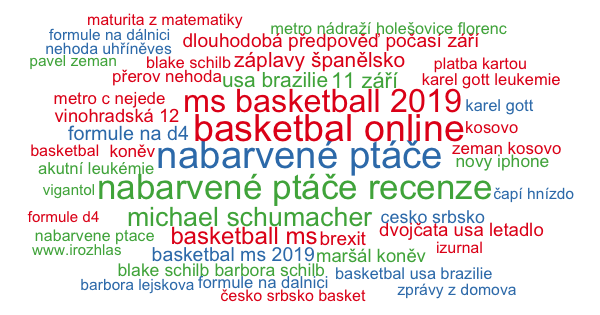 maturita z matematiky
metro nádraží holešovice florenc
formule na dálnici
dlouhodobá předpověď počasí září
nehoda uhříněves
pavel zeman
blake schilb
záplavy španělsko
platba kartou
přerov nehoda
usa brazilie
11 září
karel gott leukemie
metro c nejede
ms basketball 2019
karel gott
vinohradská 12
basketbal online
kosovo
formule na d4
basketbal
koněv
nabarvené ptáče
zeman kosovo
akutní leukémie
novy iphone
vigantol
nabarvené ptáče recenze
čapí hnízdo
formule d4
michael schumacher
cesko srbsko
nabarvene ptace
basketball ms
brexit
dvojčata usa letadlo
www.irozhlas
basketbal ms 2019
maršál koněv
izurnal
blake schilb barbora schilb
basketbal usa brazilie
barbora lejskova
formule na dalnici
česko srbsko basket
zprávy z domova